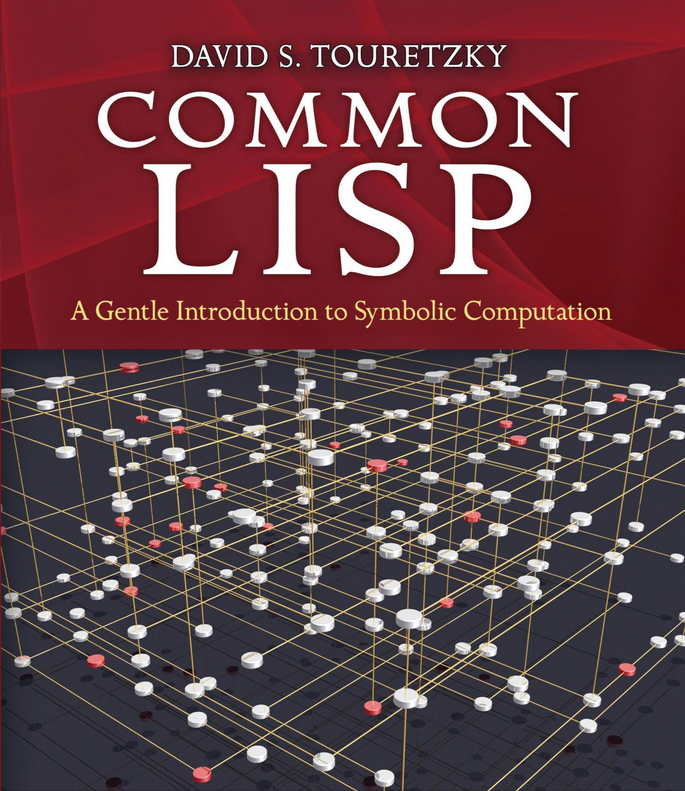 DAVID S. TOURETZKY
COMMON
LISP
A Gentle Introduction to Symbolic Computation